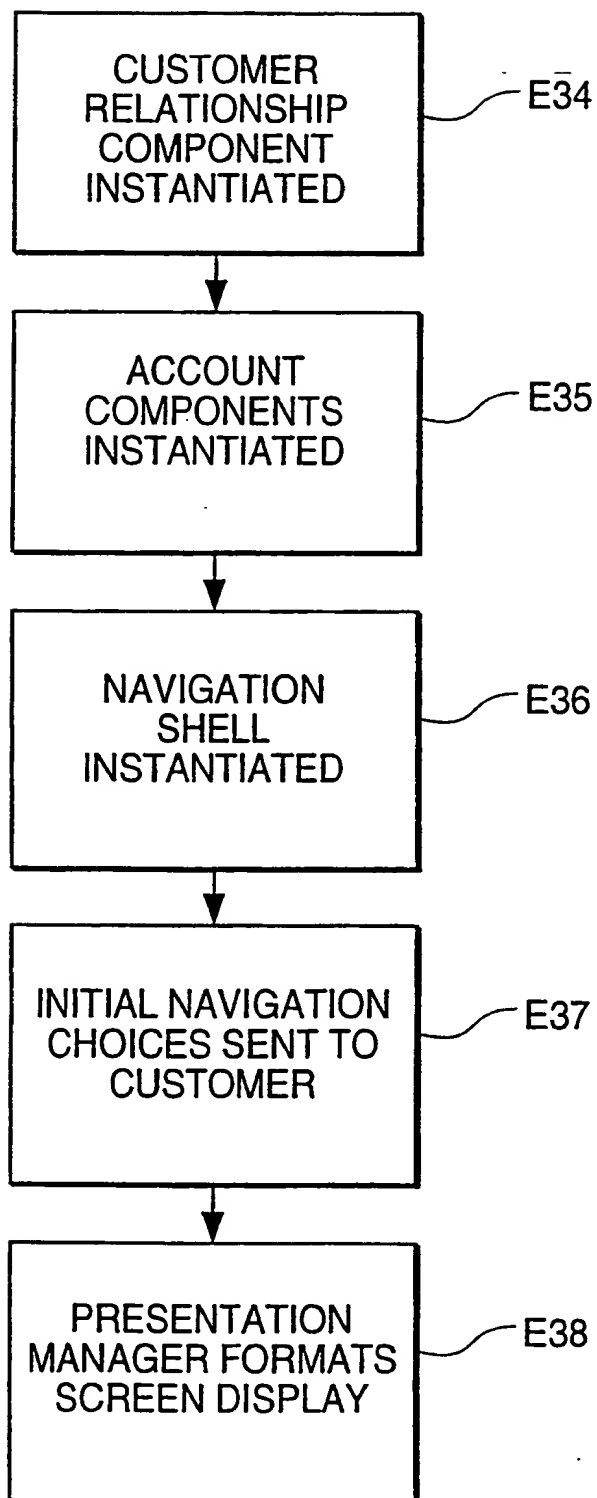 CUSTOMER
RELATIONSHIP
COMPONENT
INSTANTIATED
E34
ACCOUNT
COMPONENTS
INSTANTIATED
E35
NAVIGATION
SHELL
INSTANTIATED
E36
INITIAL NAVIGATION
CHOICES SENT TO
CUSTOMER
E37
PRESENTATION
MANAGER FORMATS
SCREEN DISPLAY
E38